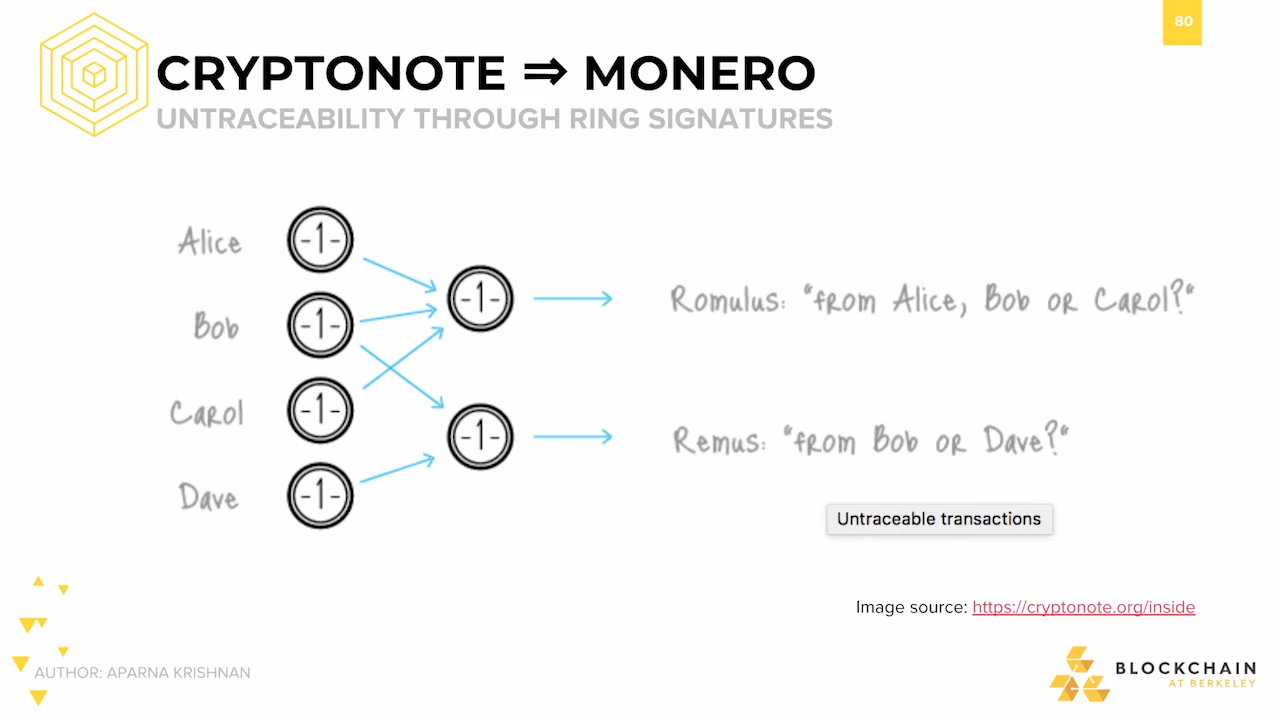 80
CRYPTONOTE ⇒ MONERO
UNTRACEABILITY THROUGH RING SIGNATURES
Alice -1-
-1- Romulus: "from Alice, Bob or Carol?"
Bob -1-
Carol -1-
-1- Remus: "from Bob or Dave?"
Dave -1-
Untraceable transactions
Image source: https://cryptonote.org/inside
AUTHOR: APARNA KRISHNAN
BLOCKCHAIN
AT BERKELEY